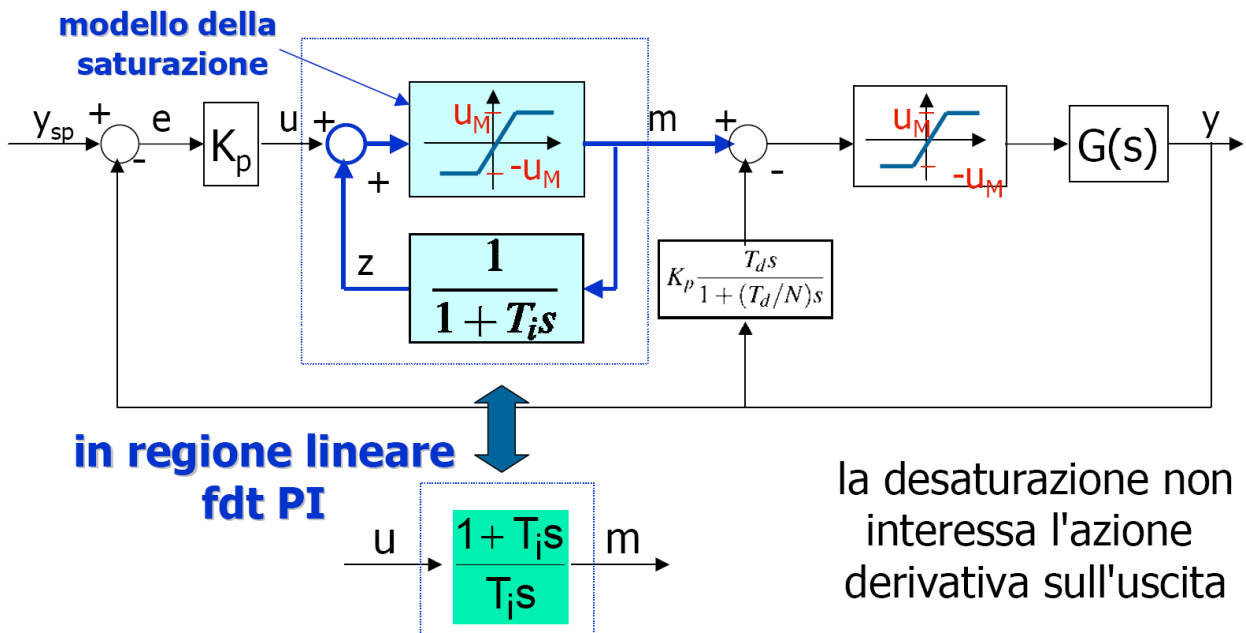 modello della
saturazione
y_sp + - e K_p u + + u_M -u_M m + - u_M -u_M G(s) y
z 1/(1 + T_i s)
K_p T_d s/(1 + (T_d/N)s)
in regione lineare
fdt PI
u (1 + T_i s)/(T_i s) m
la desaturazione non
interessa l'azione
derivativa sull'uscita